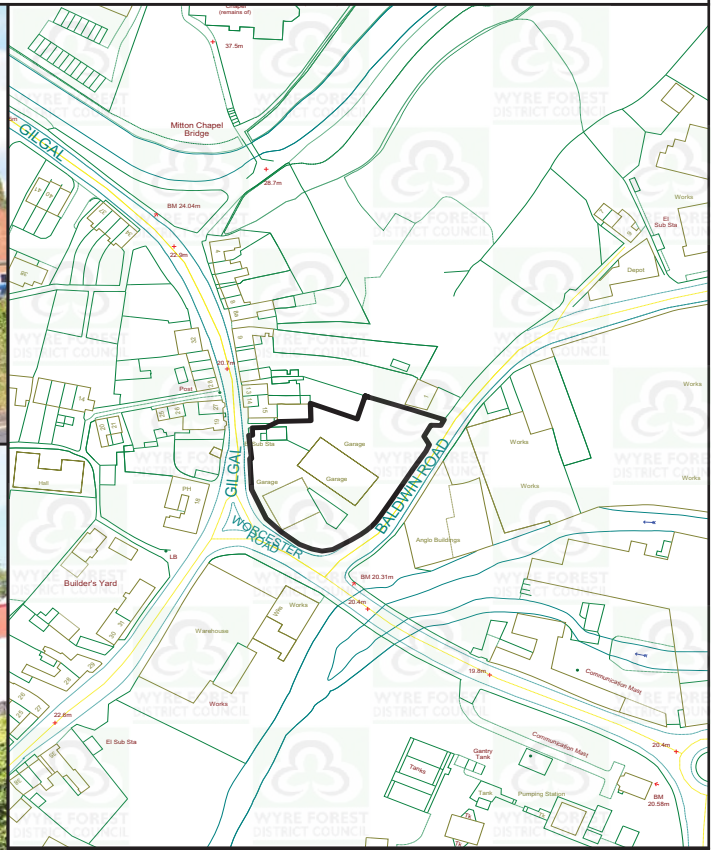 Chapel
(remains of)
37.5m
WYRE FOREST
DISTRICT COUNCIL
Mitton Chapel
Bridge
GILGAL
28.7m
BM 24.04m
22.9m
Works
El
Sub Sta
Depot
20.7m
Post
Works
14
Hall
PH
El Sub Sta
Garage
Garage
Garage
GILGAL
WORCESTER
ROAD
BALDWIN ROAD
Works
Works
Works
Anglo Buildings
LB
Builder's Yard
BM 20.31m
20.4m
Works
Warehouse
Works
19.8m
Communication Mast
22.8m
El Sub Sta
Communication Mast
Gantry
Tank
Tanks
Tank
Pumping Station
20.4m
BM
20.58m